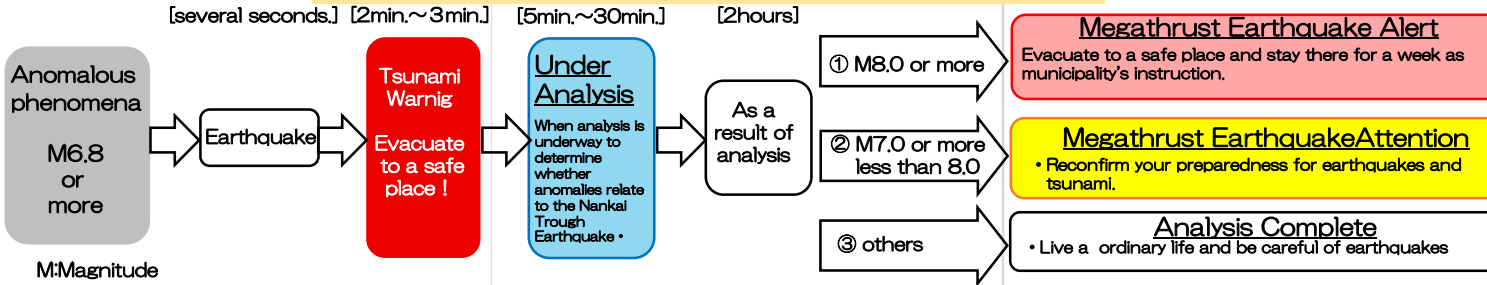 [several seconds.]
[2min.～3min.]
[5min.～30min.]
[2hours]
Anomalous
phenomena
M6.8
or
more
M:Magnitude
Earthquake
Tsunami
Warnig
Evacuate
to a safe
place！
Under
Analysis
When analysis is
underway to
determine
whether
anomalies relate
to the Nankai
Trough
Earthquake・
As a
result of
analysis
① M8.0 or more
② M7.0 or more
less than 8.0
③ others
Megathrust Earthquake Alert
Evacuate to a safe place and stay there for a week as
municipality's instruction.
Megathrust EarthquakeAttention
・Reconfirm your preparedness for earthquakes and
tsunami.
Analysis Complete
・Live a ordinary life and be careful of earthquakes